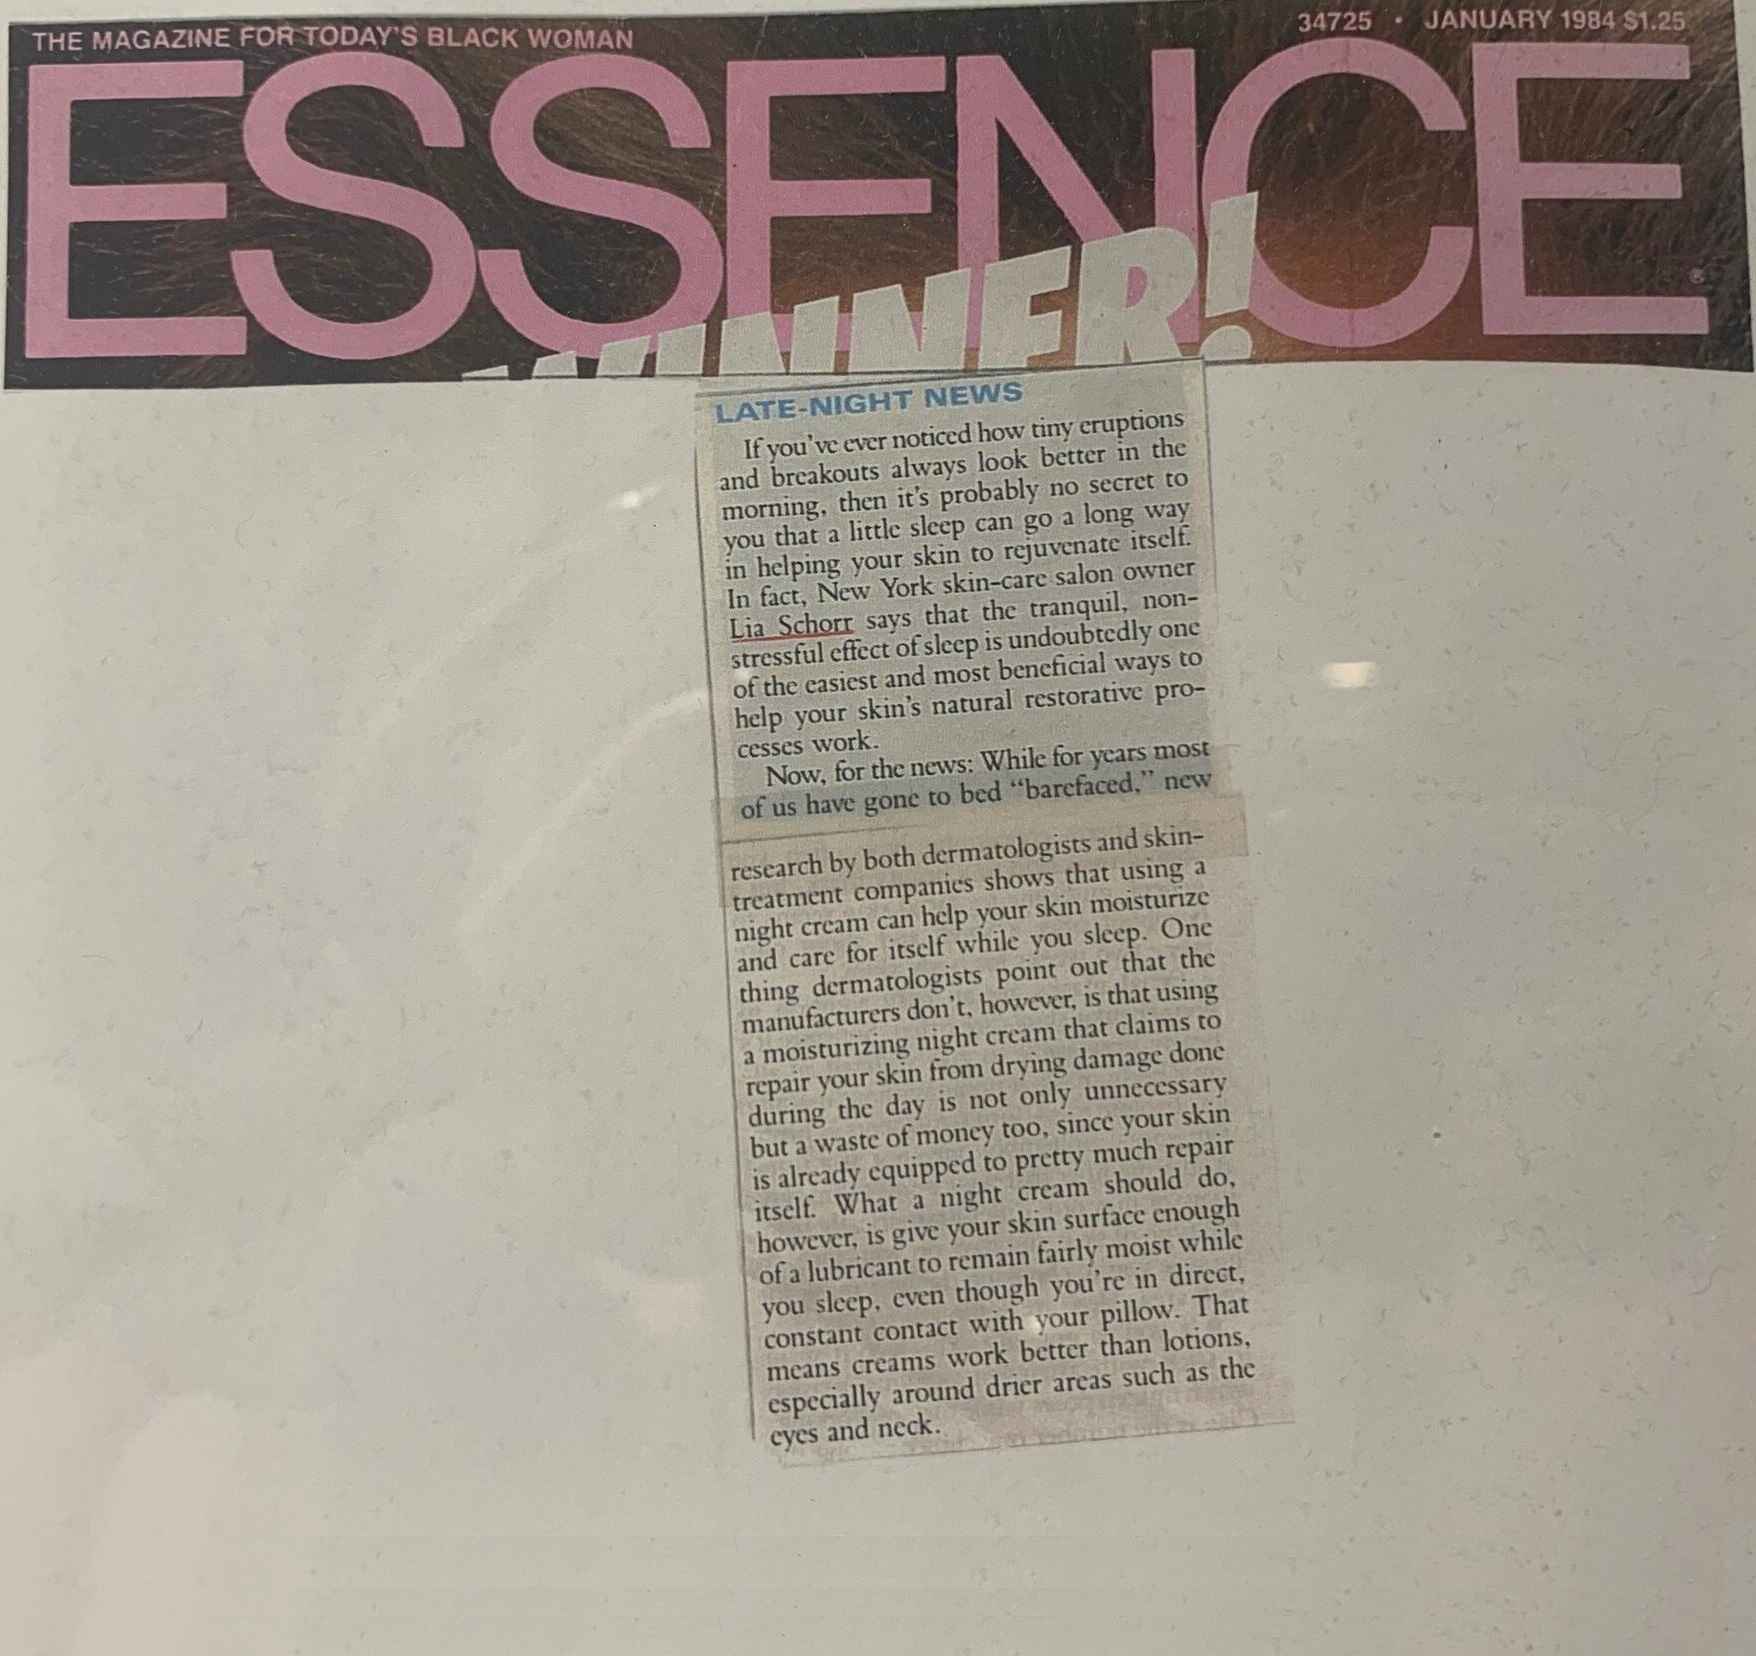 THE MAGAZINE FOR TODAY'S BLACK WOMAN
34725 • JANUARY 1984 $1.25
ESSENCE
WINNER!
LATE-NIGHT NEWS
If you've ever noticed how tiny eruptions
and breakouts always look better in the
morning, then it's probably no secret to
you that a little sleep can go a long way
in helping your skin to rejuvenate itself.
In fact, New York skin-care salon owner
Lia Schorr says that the tranquil, non-
stressful effect of sleep is undoubtedly one
of the easiest and most beneficial ways to
help your skin's natural restorative pro-
cesses work.
Now, for the news: While for years most
of us have gone to bed "barefaced," new
research by both dermatologists and skin-
treatment companies shows that using a
night cream can help your skin moisturize
and care for itself while you sleep. One
thing dermatologists point out that the
manufacturers don't, however, is that using
a moisturizing night cream that claims to
repair your skin from drying damage done
during the day is not only unnecessary
but a waste of money too, since your skin
is already equipped to pretty much repair
itself. What a night cream should do,
however, is give your skin surface enough
of a lubricant to remain fairly moist while
you sleep, even though you're in direct,
constant contact with your pillow. That
means creams work better than lotions,
especially around drier areas such as the
eyes and neck.